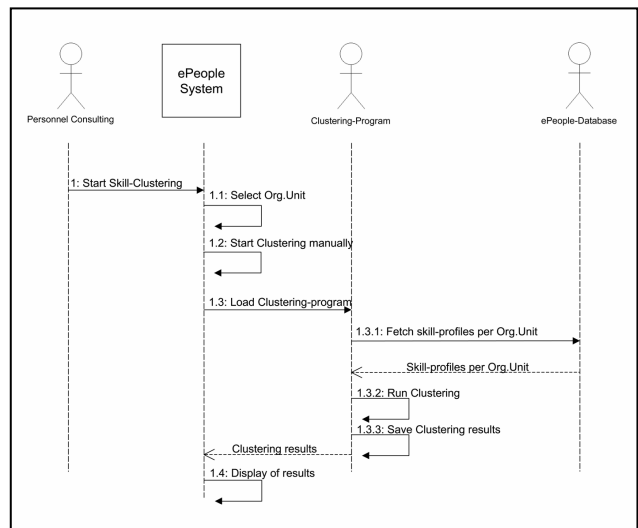 ePeople
System
Personnel Consulting
Clustering-Program
ePeople-Database
1: Start Skill-Clustering
1.1: Select Org.Unit
1.2: Start Clustering manually
1.3: Load Clustering-program
1.3.1: Fetch skill-profiles per Org.Unit
Skill-profiles per Org.Unit
1.3.2: Run Clustering
1.3.3: Save Clustering results
Clustering results
1.4: Display of results